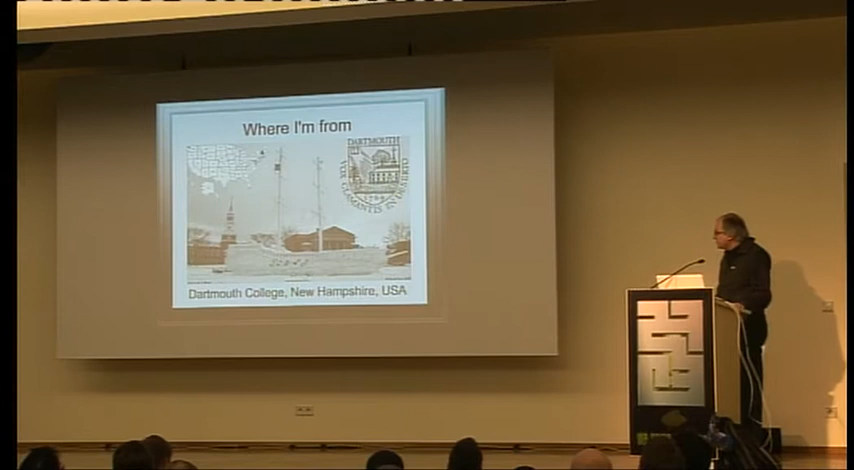 Where I'm from
DARTMOUTH
VOX CLAMANTIS IN DESERTO
Dartmouth College, New Hampshire, USA